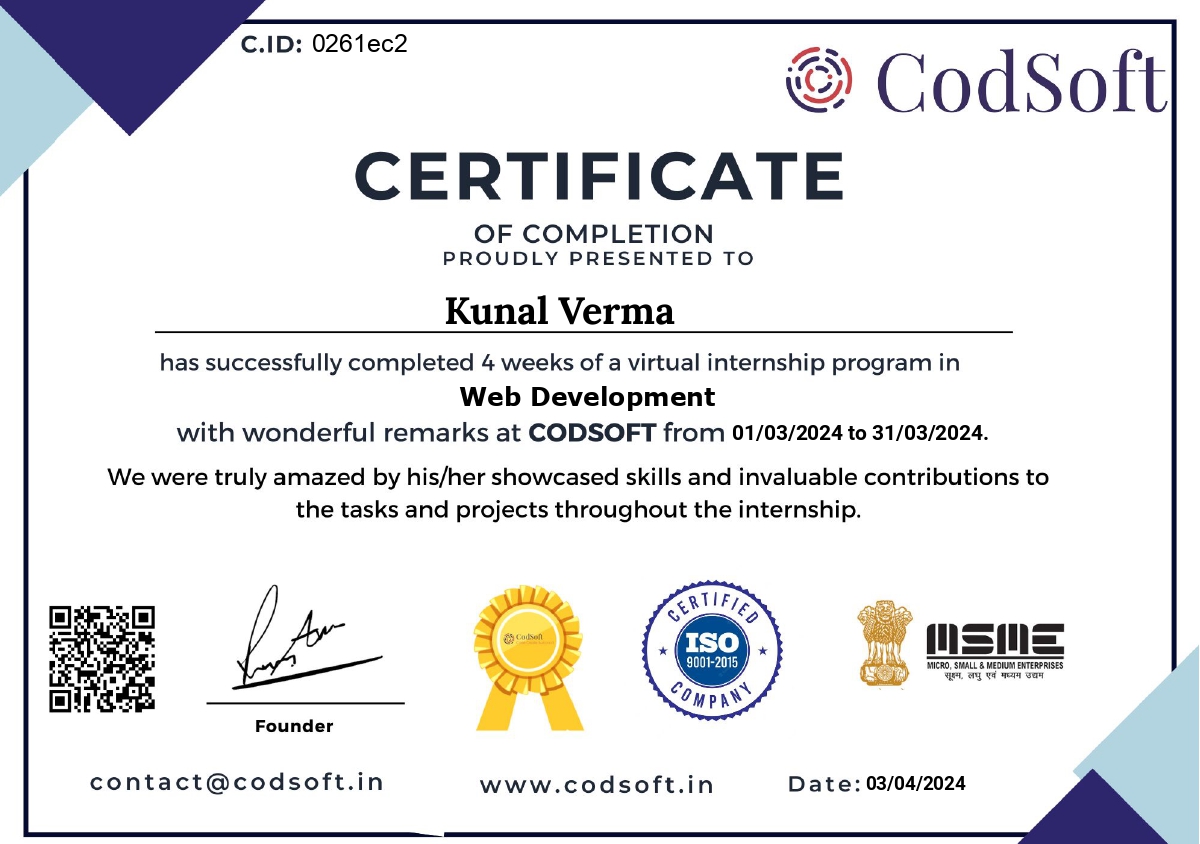 C.ID: 0261ec2
CodSoft
CERTIFICATE
OF COMPLETION
PROUDLY PRESENTED TO
Kunal Verma
has successfully completed 4 weeks of a virtual internship program in
Web Development
with wonderful remarks at CODSOFT from 01/03/2024 to 31/03/2024.
We were truly amazed by his/her showcased skills and invaluable contributions to
the tasks and projects throughout the internship.
Founder
CodSoft
CERTIFIED
ISO
9001-2015
COMPANY
MSME
MICRO, SMALL & MEDIUM ENTERPRISES
सूक्ष्म, लघु एवं मध्यम उद्यम
contact@codsoft.in
www.codsoft.in
Date: 03/04/2024